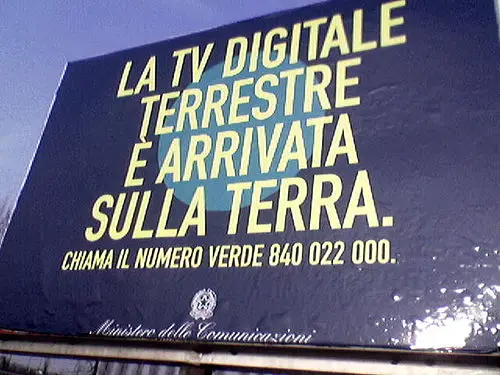 LA TV DIGITALE
TERRESTRE
È ARRIVATA
SULLA TERRA.
CHIAMA IL NUMERO VERDE 840 022 000.
Ministero delle Comunicazioni